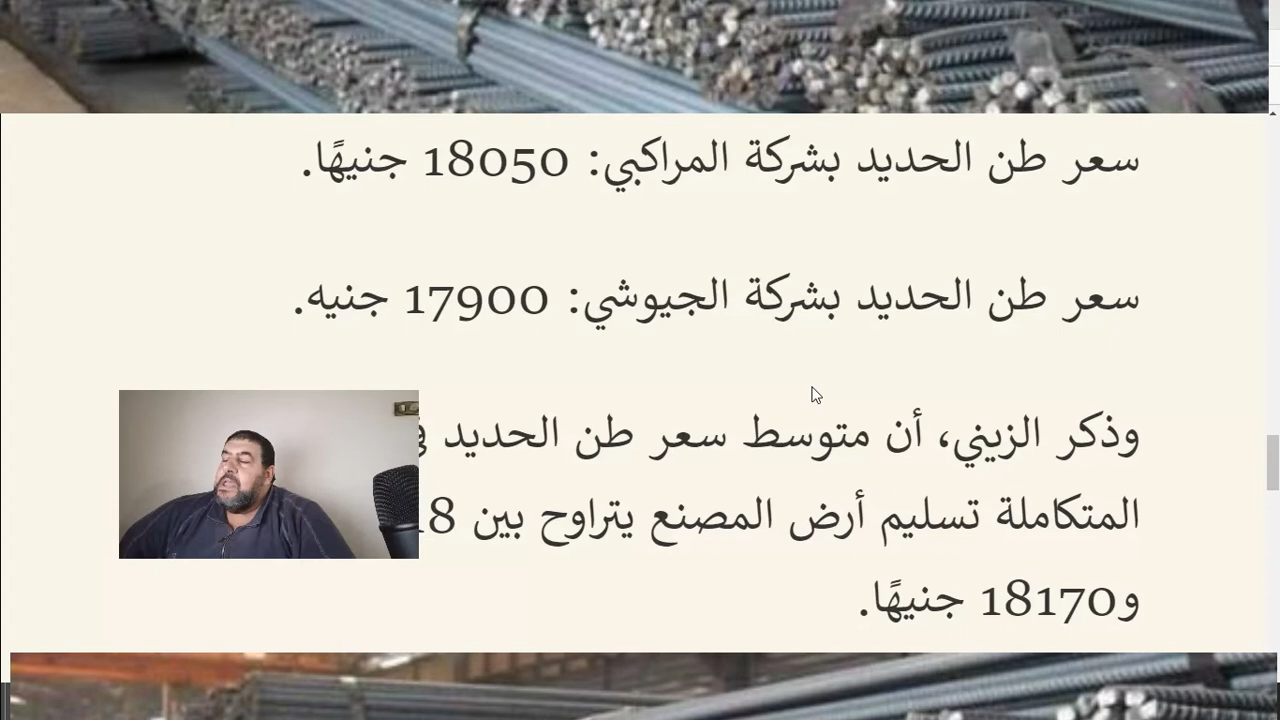 سعر طن الحديد بشركة المراكبي: 18050 جنيهًا.
سعر طن الحديد بشركة الجيوشي: 17900 جنيه.
وذكر الزيني، أن متوسط سعر طن الحديد
المتكاملة تسليم أرض المصنع يتراوح بين
و18170 جنيهًا.